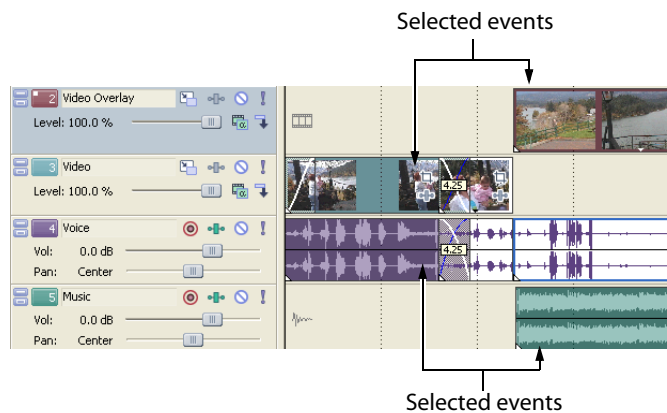 Selected events
2 Video Overlay
Level: 100.0 %
3 Video
Level: 100.0 %
4.25
4 Voice
Vol: 0.0 dB
4.25
Pan: Center
5 Music
Vol: 0.0 dB
Pan: Center
Selected events